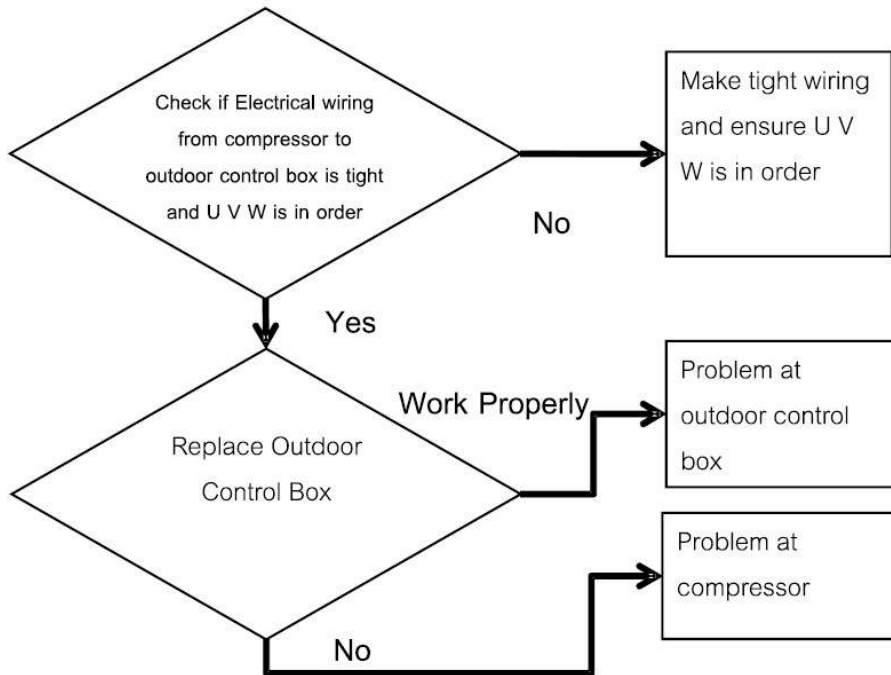 Check if Electrical wiring
from compressor to
outdoor control box is tight
and U V W is in order
Make tight wiring
and ensure U V
W is in order
No
Yes
Replace Outdoor
Control Box
Work Properly
Problem at
outdoor control
box
No
Problem at
compressor